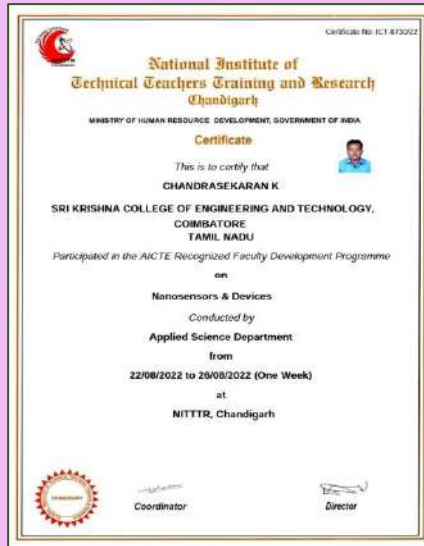 Certificate No: ICT-8730/22
National Institute of
Technical Teachers Training and Research
Chandigarh
MINISTRY OF HUMAN RESOURCE DEVELOPMENT, GOVERNMENT OF INDIA
Certificate
This is to certify that
CHANDRASEKARAN K
SRI KRISHNA COLLEGE OF ENGINEERING AND TECHNOLOGY,
COIMBATORE
TAMIL NADU
Participated in the AICTE Recognized Faculty Development Programme
on
Nanosensors & Devices
Conducted by
Applied Science Department
from
22/08/2022 to 26/08/2022 (One Week)
at
NITTTR, Chandigarh
Coordinator
Director